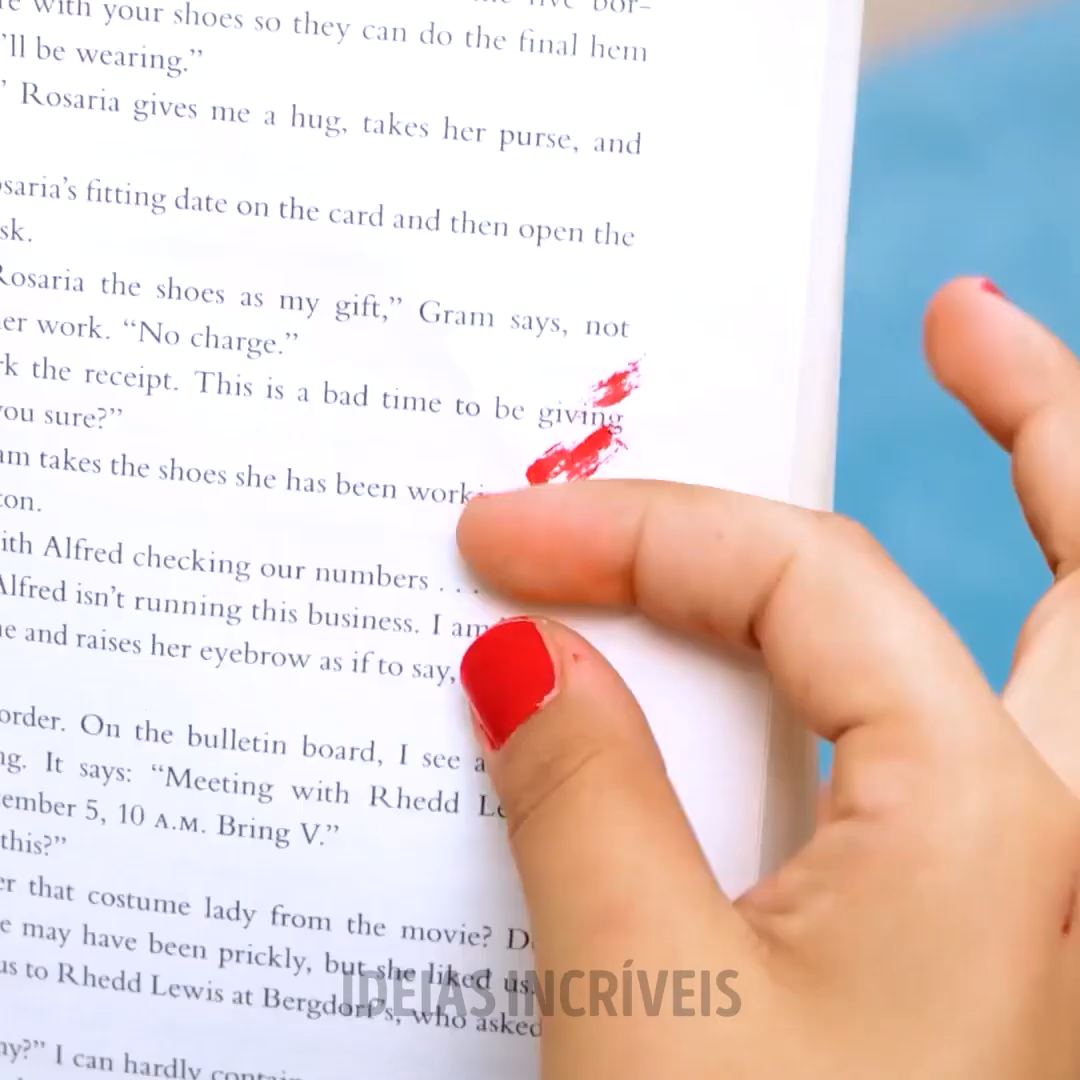 with your shoes so they can do the final hem
'll be wearing.”
Rosaria gives me a hug, takes her purse, and
saria's fitting date on the card and then open the
sk.
Rosaria the shoes as my gift,” Gram says, not
er work. “No charge.”
k the receipt. This is a bad time to be giving
you sure?”
am takes the shoes she has been work
ton.
ith Alfred checking our numbers . . .
Alfred isn't running this business. I am
e and raises her eyebrow as if to say,
order. On the bulletin board, I see a
ng. It says: “Meeting with Rhedd Le
ember 5, 10 A.M. Bring V.”
this?”
er that costume lady from the movie? D
e may have been prickly, but she liked us.
us to Rhedd Lewis at Bergdorf's, who asked
IDEIAS INCRÍVEIS
ny?” I can hardly